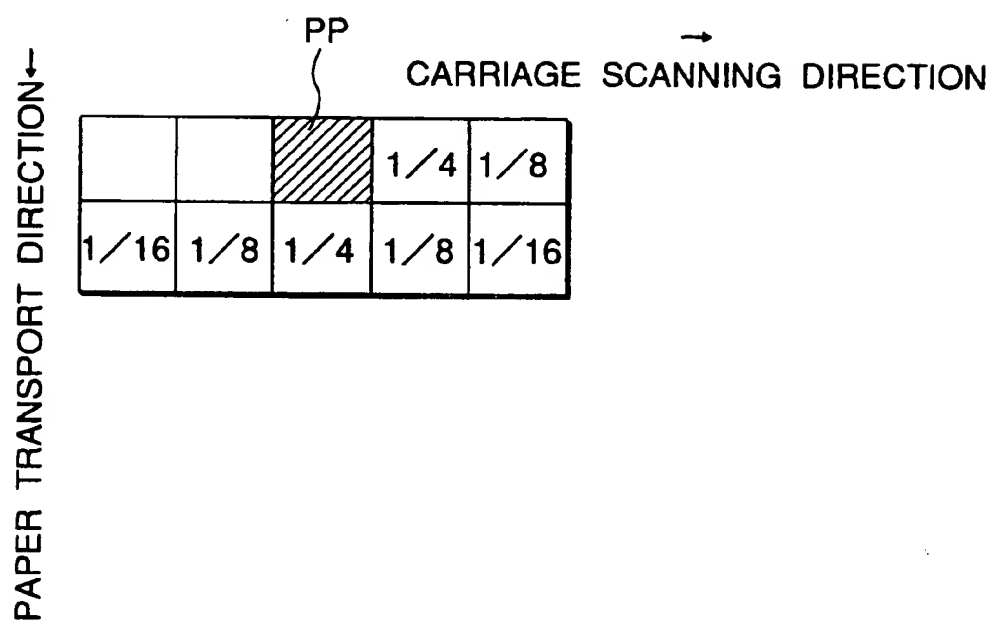 PP
→
CARRIAGE SCANNING DIRECTION
PAPER TRANSPORT DIRECTION←
1/4 1/8
1/16 1/8 1/4 1/8 1/16